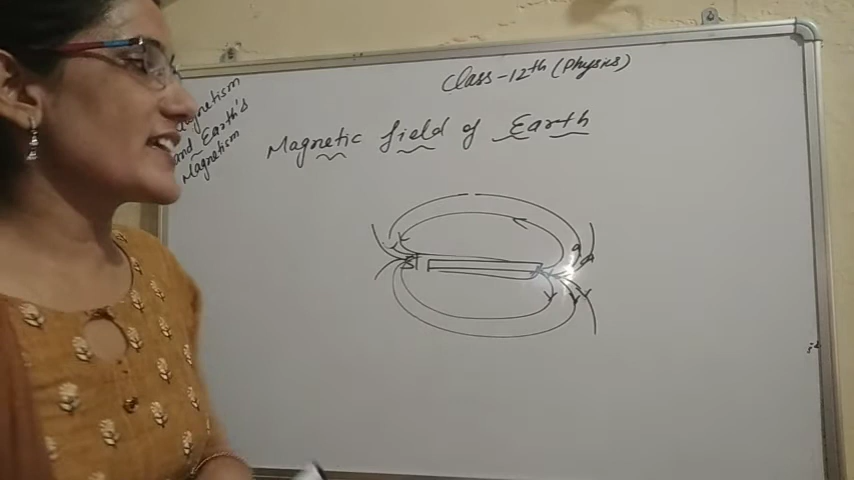 Class-12th (Physics)
Magnetism
and Earth's
Magnetism
Magnetic field of Earth
S